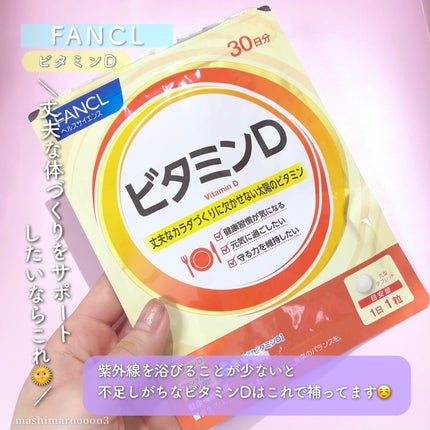 FANCL
ビタミンD
＼丈夫な体づくりをサポート
したいならこれ🌞／
30日分
FANCL
ヘルスサイエンス
ビタミンD
Vitamin D
丈夫なカラダづくりに欠かせない太陽のビタミン
✓健康習慣が気になる
✓元気に過ごしたい
✓守る力を維持したい
丸型
タブレット
目安量
1日1粒
紫外線を浴びることが少ないと
不足しがちなビタミンDはこれで補ってます☺️
mashimarooooo3